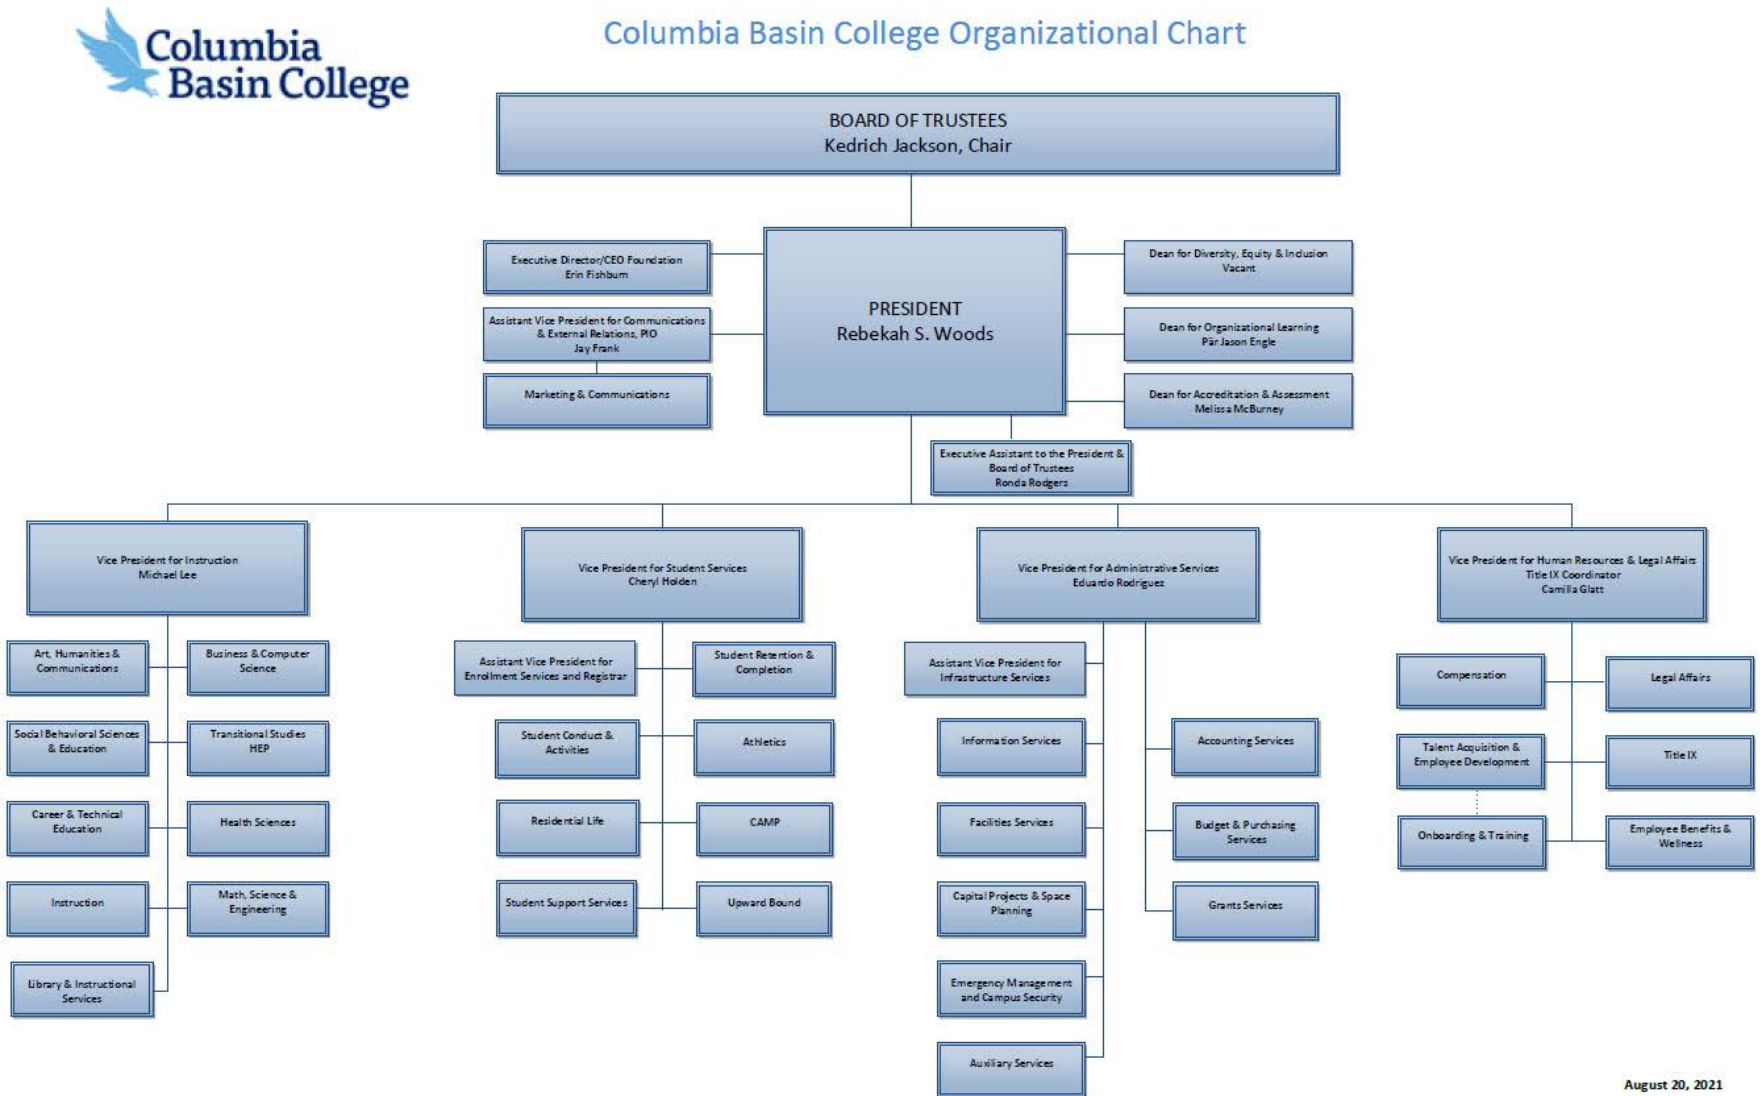 Columbia
Basin College
Columbia Basin College Organizational Chart
BOARD OF TRUSTEES
Kedrich Jackson, Chair
Executive Director/CEO Foundation
Erin Fishburn
Assistant Vice President for Communications
& External Relations, PIO
Jay Frank
Marketing & Communications
PRESIDENT
Rebekah S. Woods
Dean for Diversity, Equity & Inclusion
Vacant
Dean for Organizational Learning
Pär Jason Engle
Dean for Accreditation & Assessment
Melissa McBurney
Executive Assistant to the President &
Board of Trustees
Ronda Rodgers
Vice President for Instruction
Michael Lee
Art, Humanities &
Communications
Business & Computer
Science
Social Behavioral Sciences
& Education
Transitional Studies
HEP
Career & Technical
Education
Health Sciences
Instruction
Math, Science &
Engineering
Library & Instructional
Services
Vice President for Student Services
Cheryl Holden
Assistant Vice President for
Enrollment Services and Registrar
Student Retention &
Completion
Student Conduct &
Activities
Athletics
Residential Life
CAMP
Student Support Services
Upward Bound
Vice President for Administrative Services
Eduardo Rodriguez
Assistant Vice President for
Infrastructure Services
Information Services
Accounting Services
Facilities Services
Budget & Purchasing
Services
Capital Projects & Space
Planning
Grants Services
Emergency Management
and Campus Security
Auxiliary Services
Vice President for Human Resources & Legal Affairs
Title IX Coordinator
Camilla Glatt
Compensation
Legal Affairs
Talent Acquisition &
Employee Development
Title IX
Onboarding & Training
Employee Benefits &
Wellness
August 20, 2021